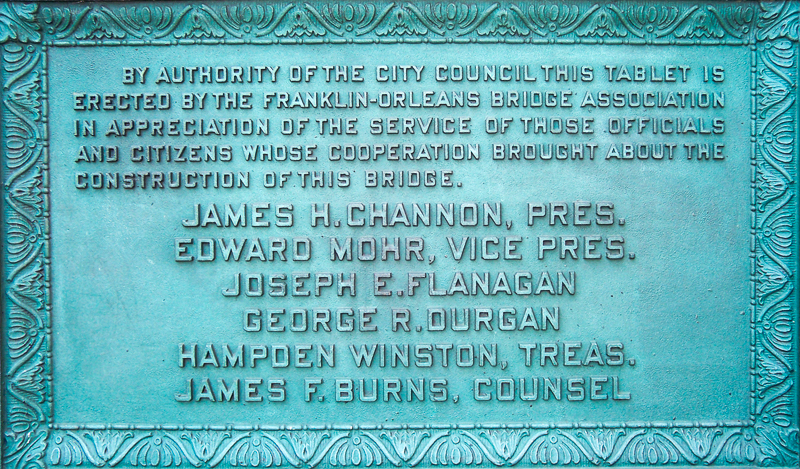 BY AUTHORITY OF THE CITY COUNCIL THIS TABLET IS
ERECTED BY THE FRANKLIN-ORLEANS BRIDGE ASSOCIATION
IN APPRECIATION OF THE SERVICE OF THOSE OFFICIALS
AND CITIZENS WHOSE COOPERATION BROUGHT ABOUT THE
CONSTRUCTION OF THIS BRIDGE.
JAMES H. CHANNON, PRES.
EDWARD MOHR, VICE PRES.
JOSEPH E. FLANAGAN
GEORGE R. DURGAN
HAMPDEN WINSTON, TREAS.
JAMES F. BURNS, COUNSEL